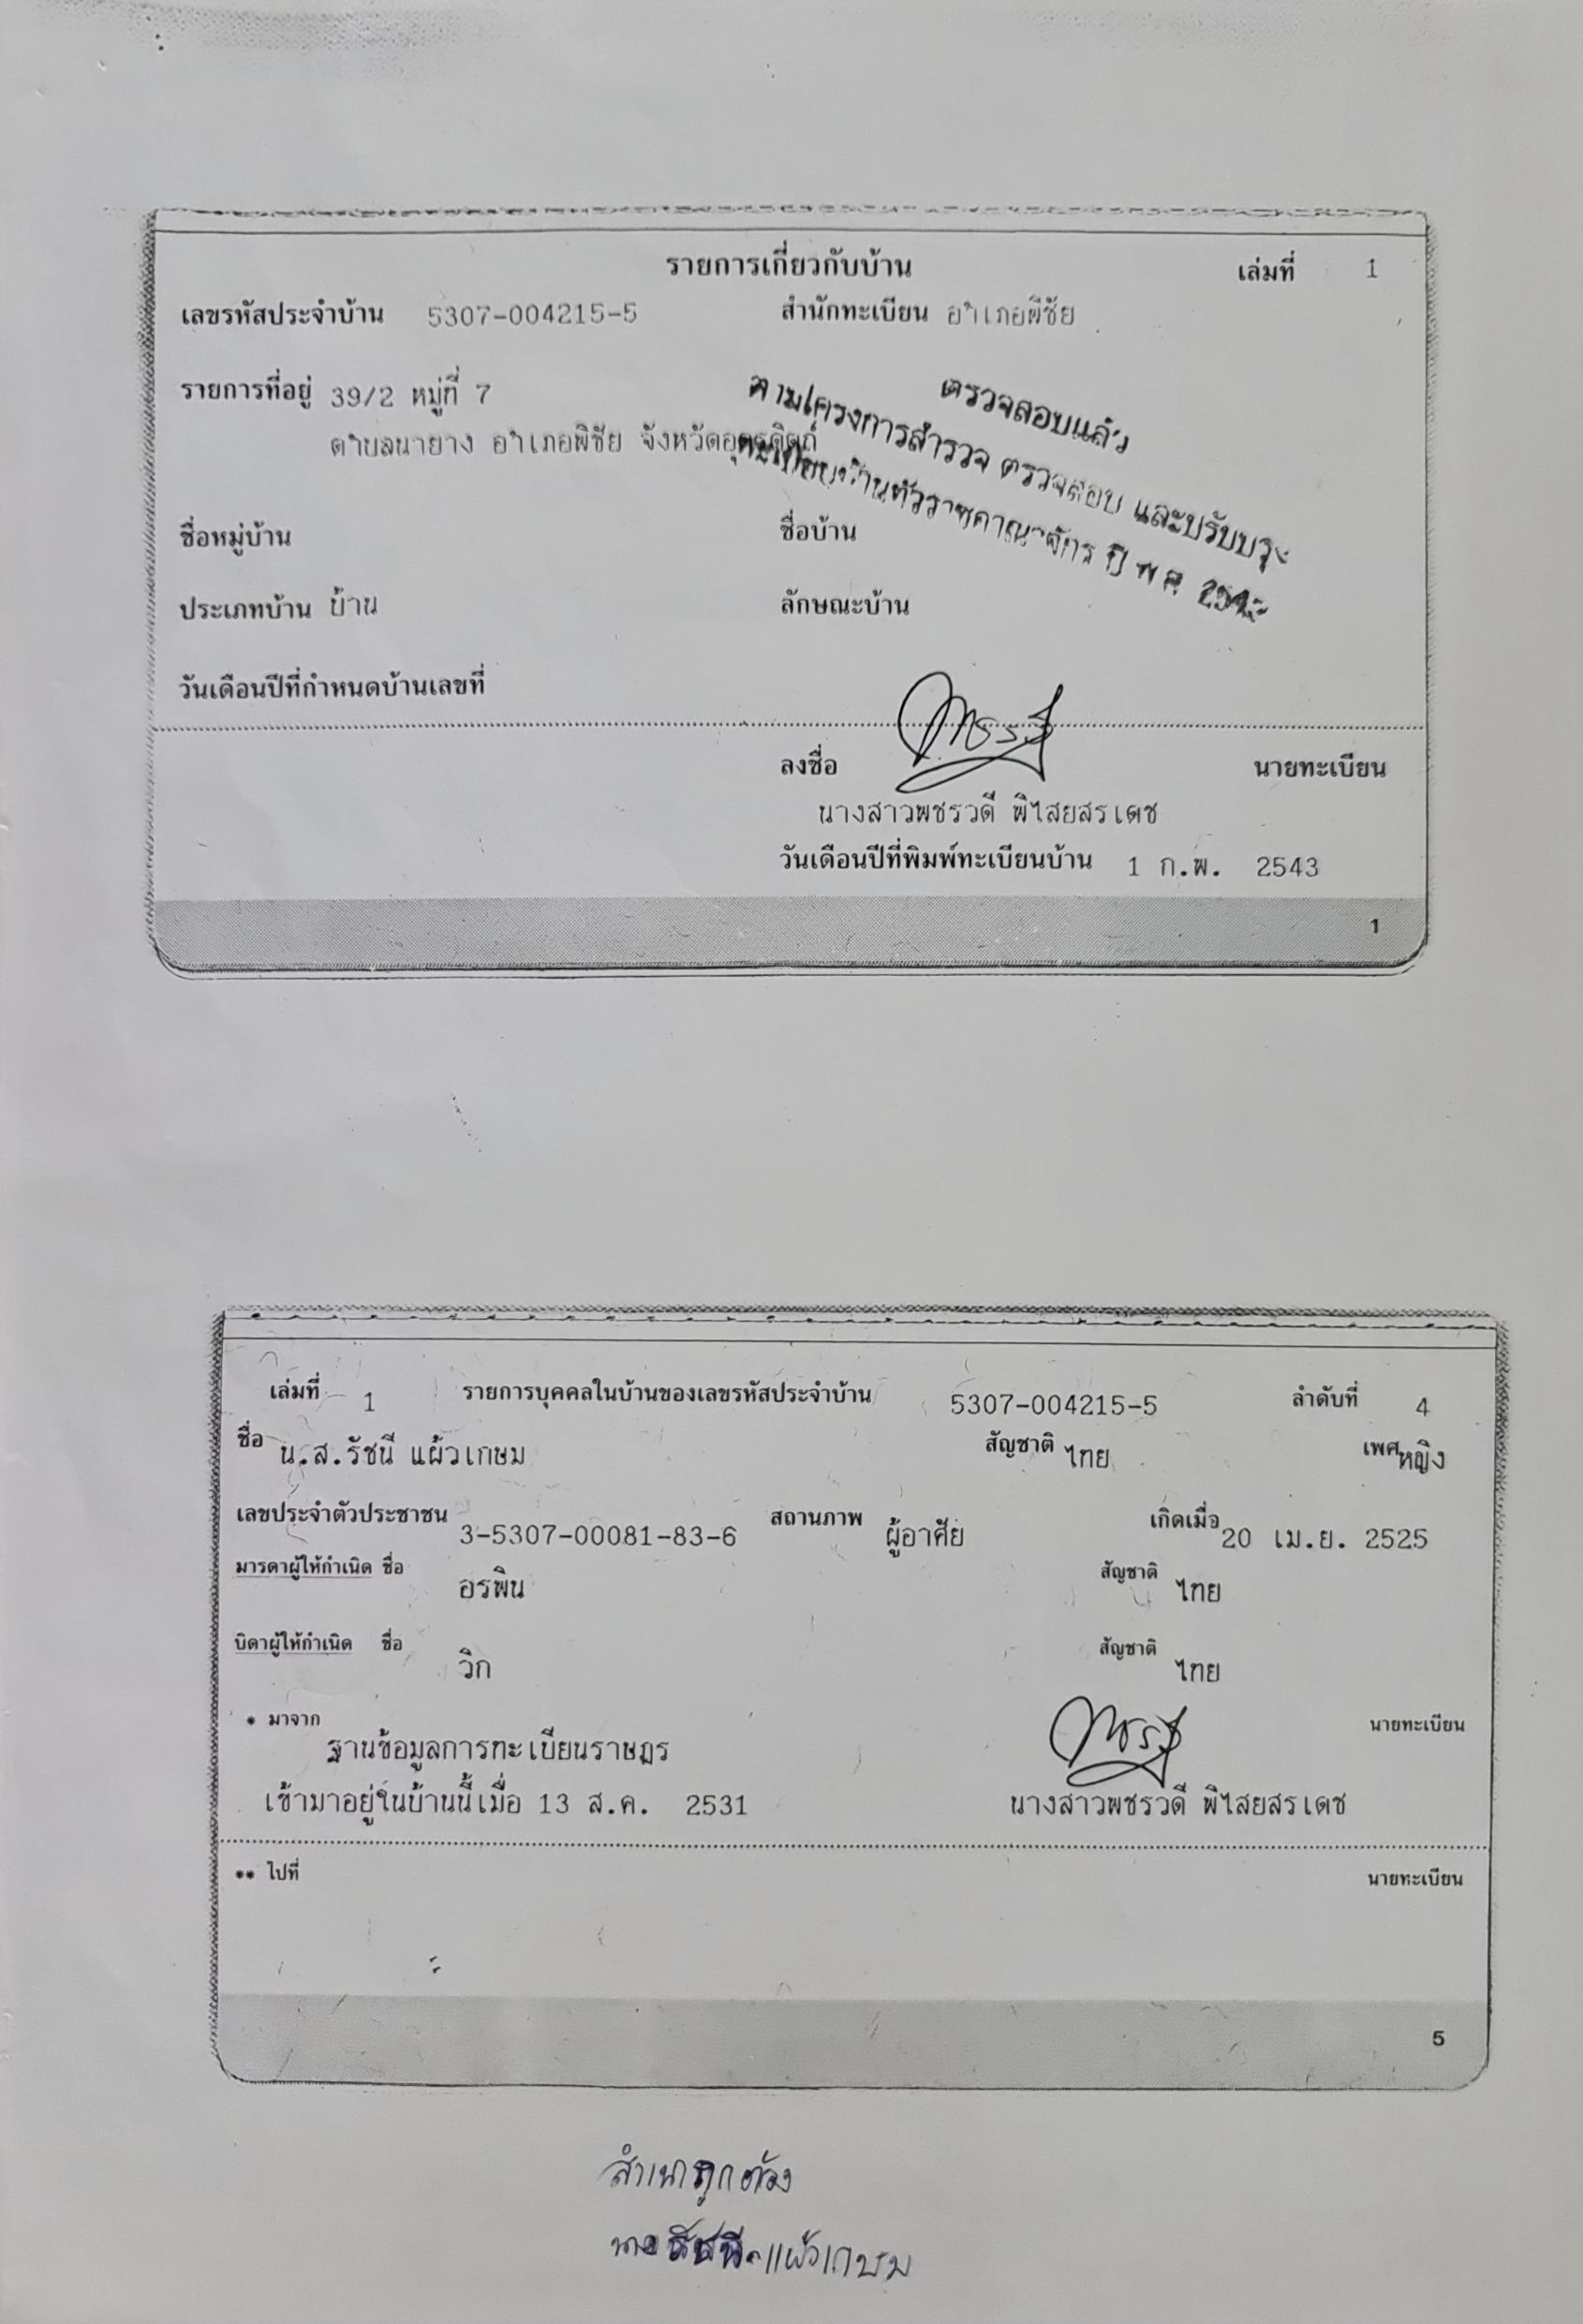 รายการเกี่ยวกับบ้าน เล่มที่ 1
เลขรหัสประจำบ้าน 5307-004215-5 สำนักทะเบียน อำเภอพิชัย
รายการที่อยู่ 39/2 หมู่ที่ 7
ตำบลนายาง อำเภอพิชัย จังหวัดอุตรดิตถ์
ตรวจสอบแล้ว
ตามโครงการสำรวจ ตรวจสอบ และปรับปรุง
ทะเบียนบ้านทั่วราชอาณาจักร ปี พ.ศ.
ชื่อหมู่บ้าน ชื่อบ้าน
ประเภทบ้าน บ้าน ลักษณะบ้าน
วันเดือนปีที่กำหนดบ้านเลขที่
ลงชื่อ นายทะเบียน
นางสาวพชรวดี พิไสยสรเดช
วันเดือนปีที่พิมพ์ทะเบียนบ้าน 1 ก.พ. 2543
1
เล่มที่ 1 รายการบุคคลในบ้านของเลขรหัสประจำบ้าน 5307-004215-5 ลำดับที่ 4
ชื่อ น.ส.รัชนี แผ้วเกษม สัญชาติ ไทย เพศ หญิง
เลขประจำตัวประชาชน 3-5307-00081-83-6 สถานภาพ ผู้อาศัย เกิดเมื่อ 20 เม.ย. 2525
มารดาผู้ให้กำเนิด ชื่อ อรพิน สัญชาติ ไทย
บิดาผู้ให้กำเนิด ชื่อ วิก สัญชาติ ไทย
* มาจาก ฐานข้อมูลการทะเบียนราษฎร นายทะเบียน
เข้ามาอยู่ในบ้านนี้เมื่อ 13 ส.ค. 2531 นางสาวพชรวดี พิไสยสรเดช
** ไปที่ นายทะเบียน
5
สำเนาถูกต้อง
รัชนี แผ้วเกษม